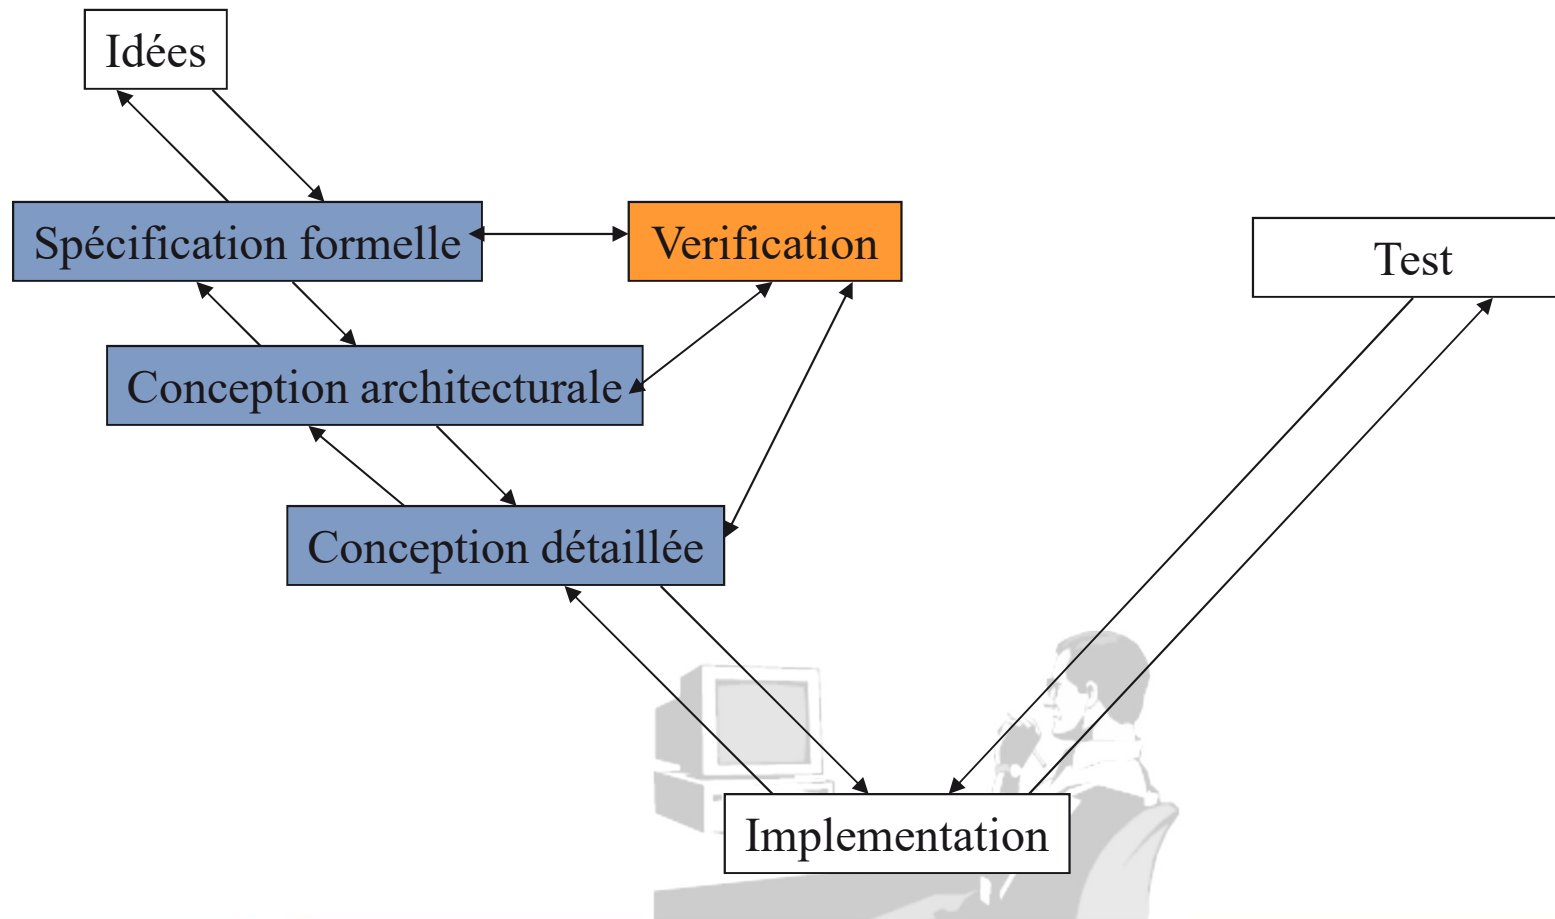 Idées
Spécification formelle
Verification
Test
Conception architecturale
Conception détaillée
Implementation